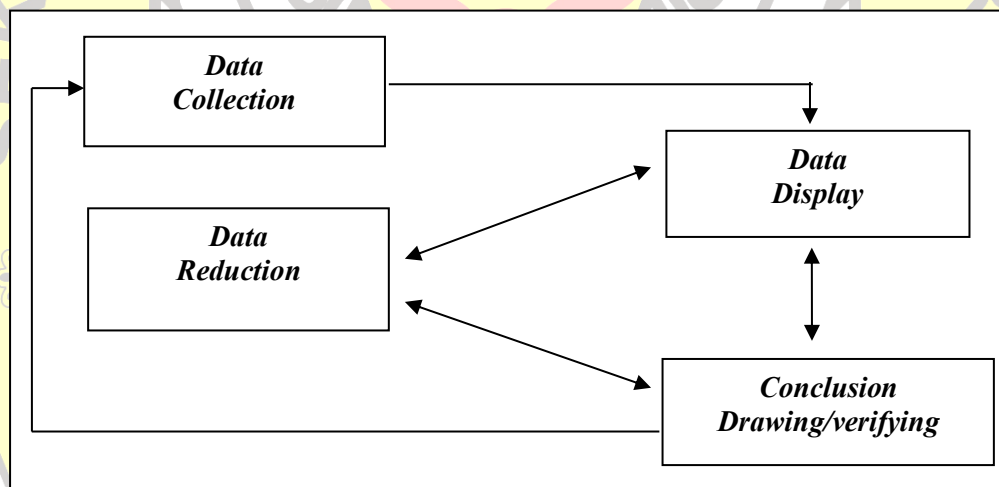 Data
Collection
Data
Display
Data
Reduction
Conclusion
Drawing/verifying